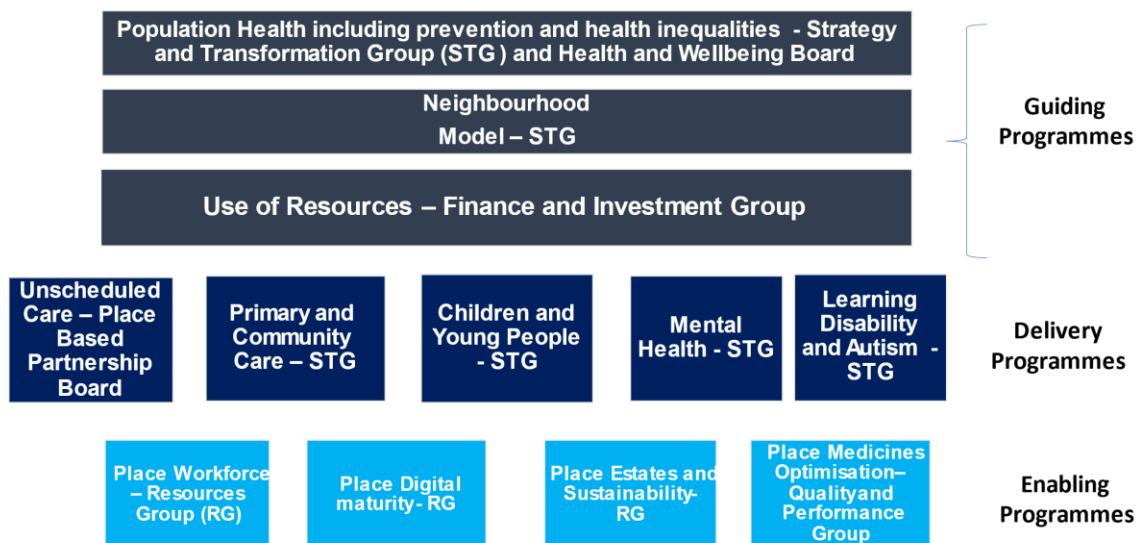 Population Health including prevention and health inequalities - Strategy
and Transformation Group (STG) and Health and Wellbeing Board
Neighbourhood
Model – STG
Use of Resources – Finance and Investment Group
Guiding
Programmes
Unscheduled
Care – Place
Based
Partnership
Board
Primary and
Community
Care – STG
Children and
Young People
- STG
Mental
Health - STG
Learning
Disability
and Autism -
STG
Delivery
Programmes
Place Workforce
– Resources
Group (RG)
Place Digital
maturity- RG
Place Estates and
Sustainability-
RG
Place Medicines
Optimisation–
Quality and
Performance
Group
Enabling
Programmes